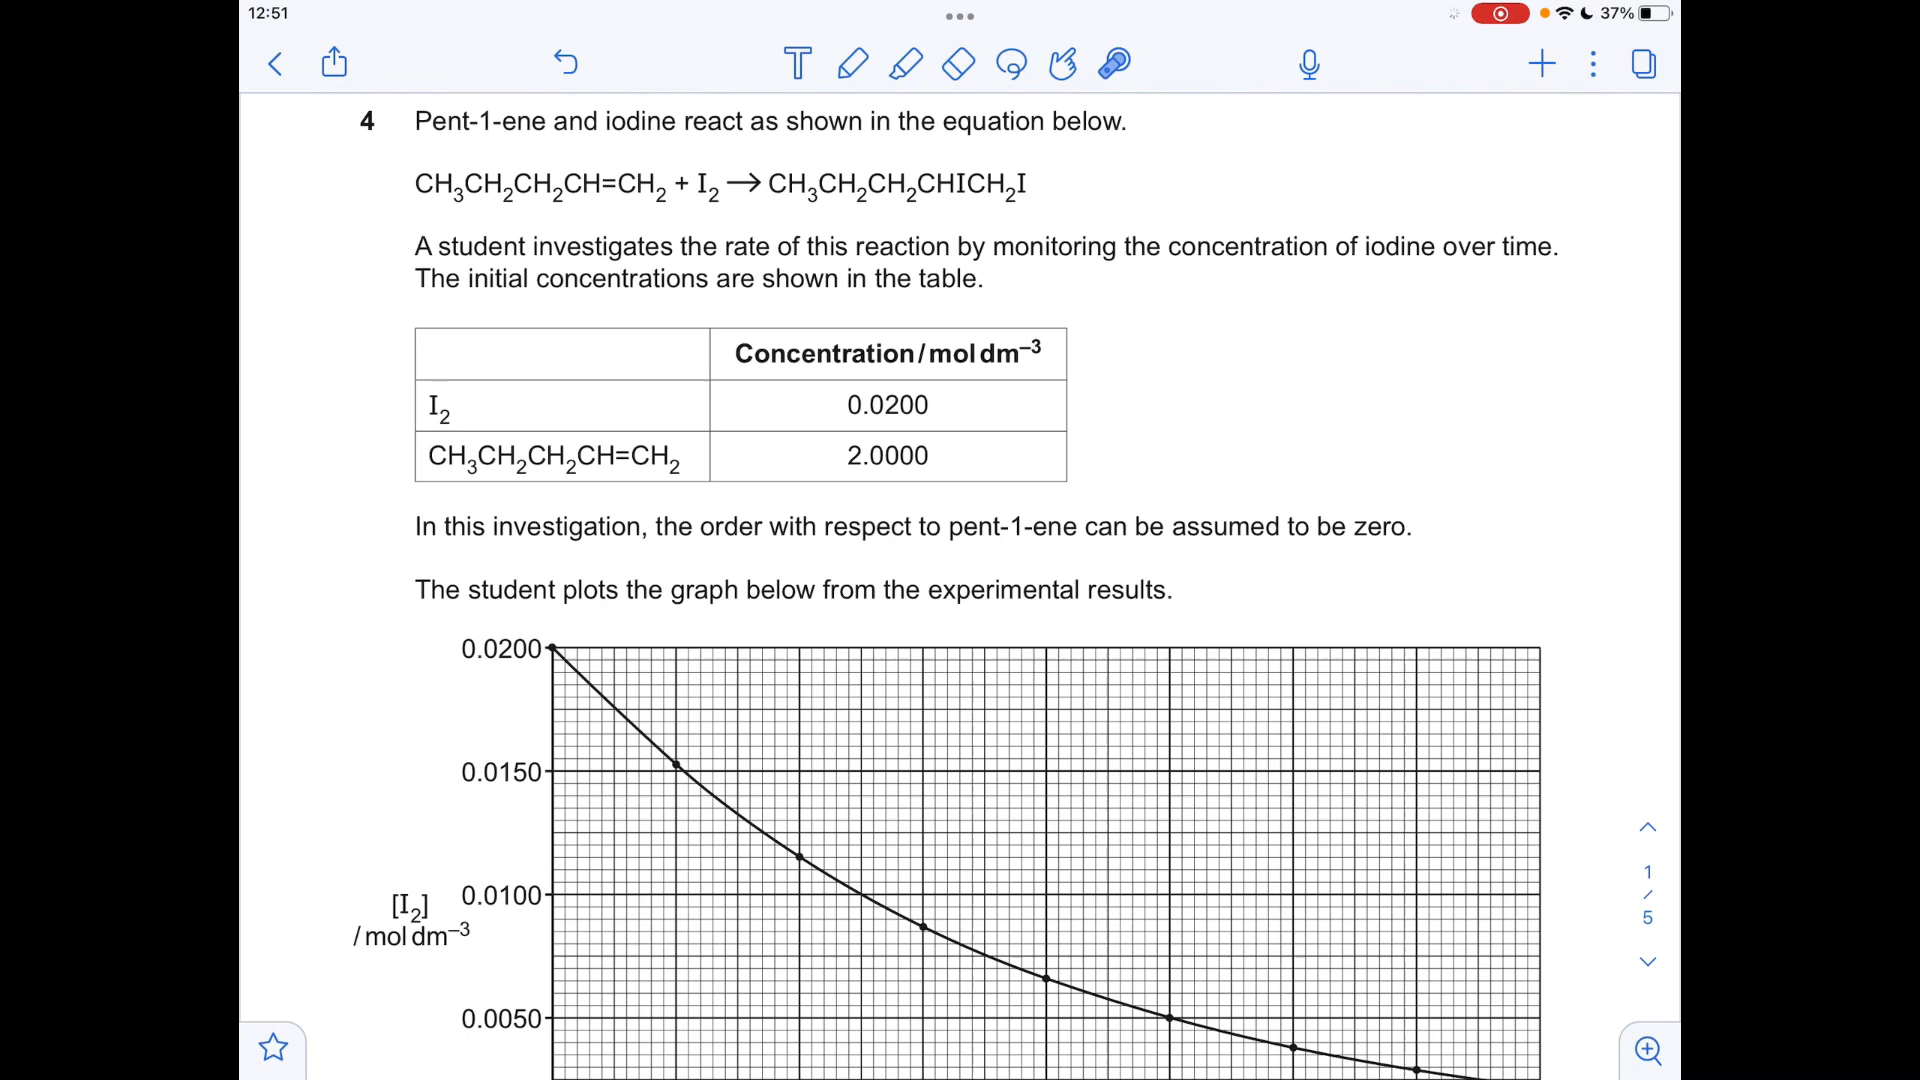 12:51
37%
4 Pent-1-ene and iodine react as shown in the equation below.
CH₃CH₂CH₂CH=CH₂ + I₂ ⟶ CH₃CH₂CH₂CHICH₂I
A student investigates the rate of this reaction by monitoring the concentration of iodine over time.
The initial concentrations are shown in the table.
Concentration / mol dm⁻³
I₂ 0.0200
CH₃CH₂CH₂CH=CH₂ 2.0000
In this investigation, the order with respect to pent-1-ene can be assumed to be zero.
The student plots the graph below from the experimental results.
0.0200
0.0150
0.0100
[I₂]
/ mol dm⁻³
0.0050
1
/
5